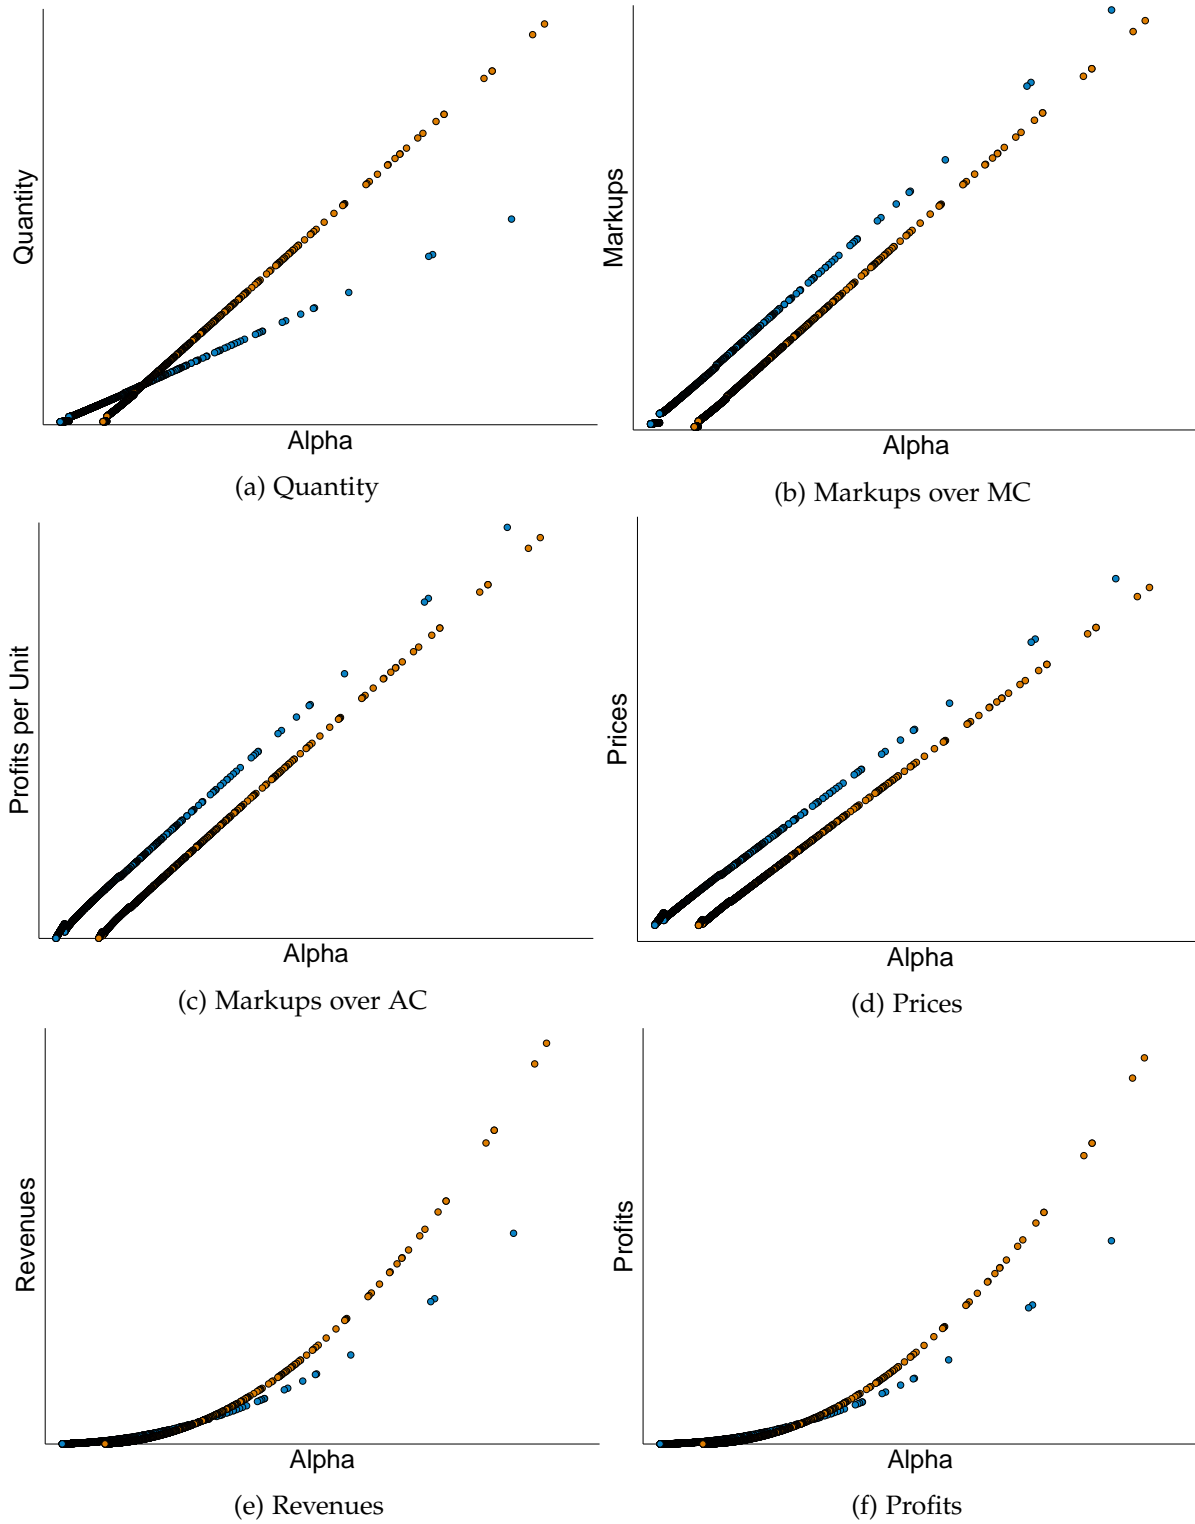 Quantity
Alpha
(a) Quantity
Markups
Alpha
(b) Markups over MC
Profits per Unit
Alpha
(c) Markups over AC
Prices
Alpha
(d) Prices
Revenues
Alpha
(e) Revenues
Profits
Alpha
(f) Profits